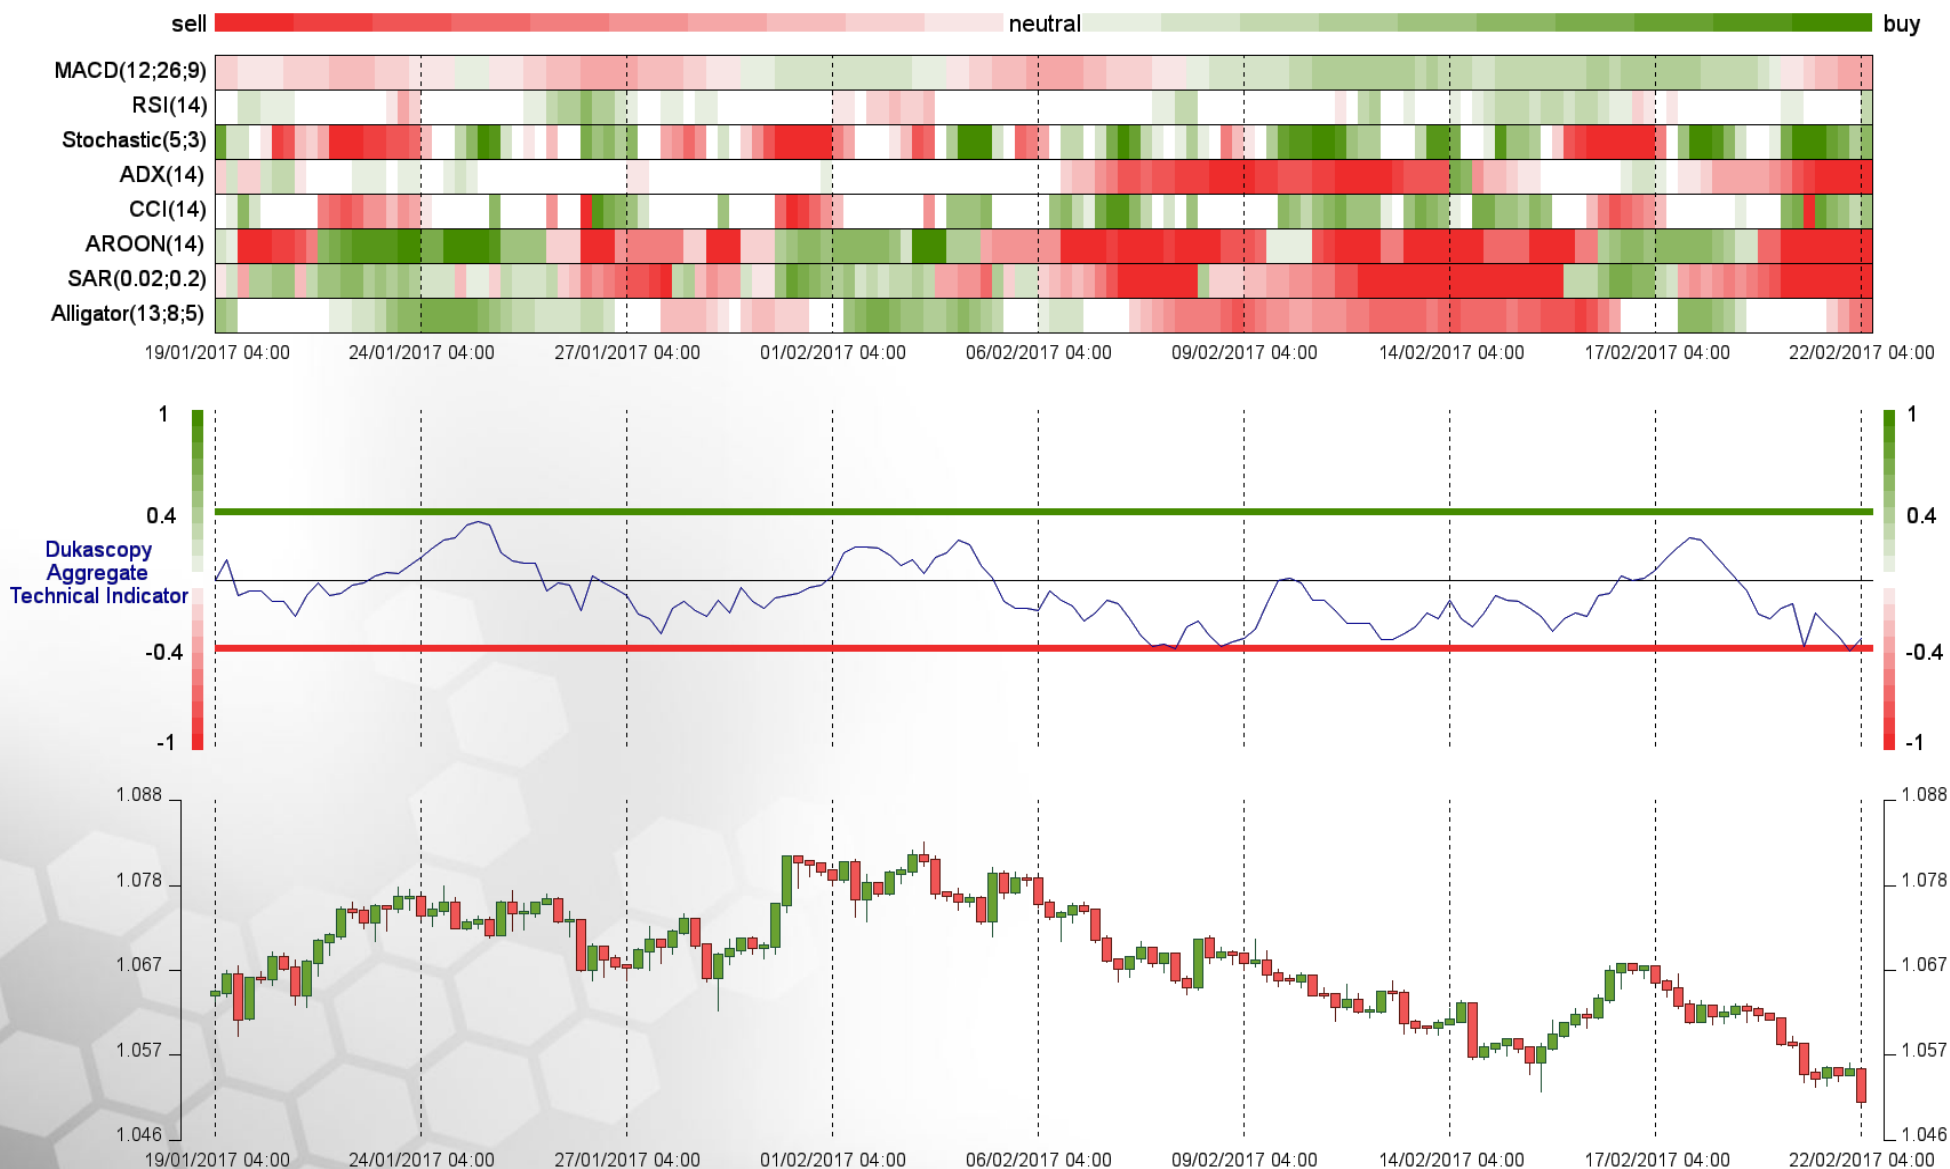 sell neutral buy
MACD(12;26;9)
RSI(14)
Stochastic(5;3)
ADX(14)
CCI(14)
AROON(14)
SAR(0.02;0.2)
Alligator(13;8;5)
19/01/2017 04:00 24/01/2017 04:00 27/01/2017 04:00 01/02/2017 04:00 06/02/2017 04:00 09/02/2017 04:00 14/02/2017 04:00 17/02/2017 04:00 22/02/2017 04:00
1 1
0.4 0.4
Dukascopy
Aggregate
Technical Indicator
-0.4 -0.4
-1 -1
1.088 1.088
1.078 1.078
1.067 1.067
1.057 1.057
1.046 1.046
19/01/2017 04:00 24/01/2017 04:00 27/01/2017 04:00 01/02/2017 04:00 06/02/2017 04:00 09/02/2017 04:00 14/02/2017 04:00 17/02/2017 04:00 22/02/2017 04:00